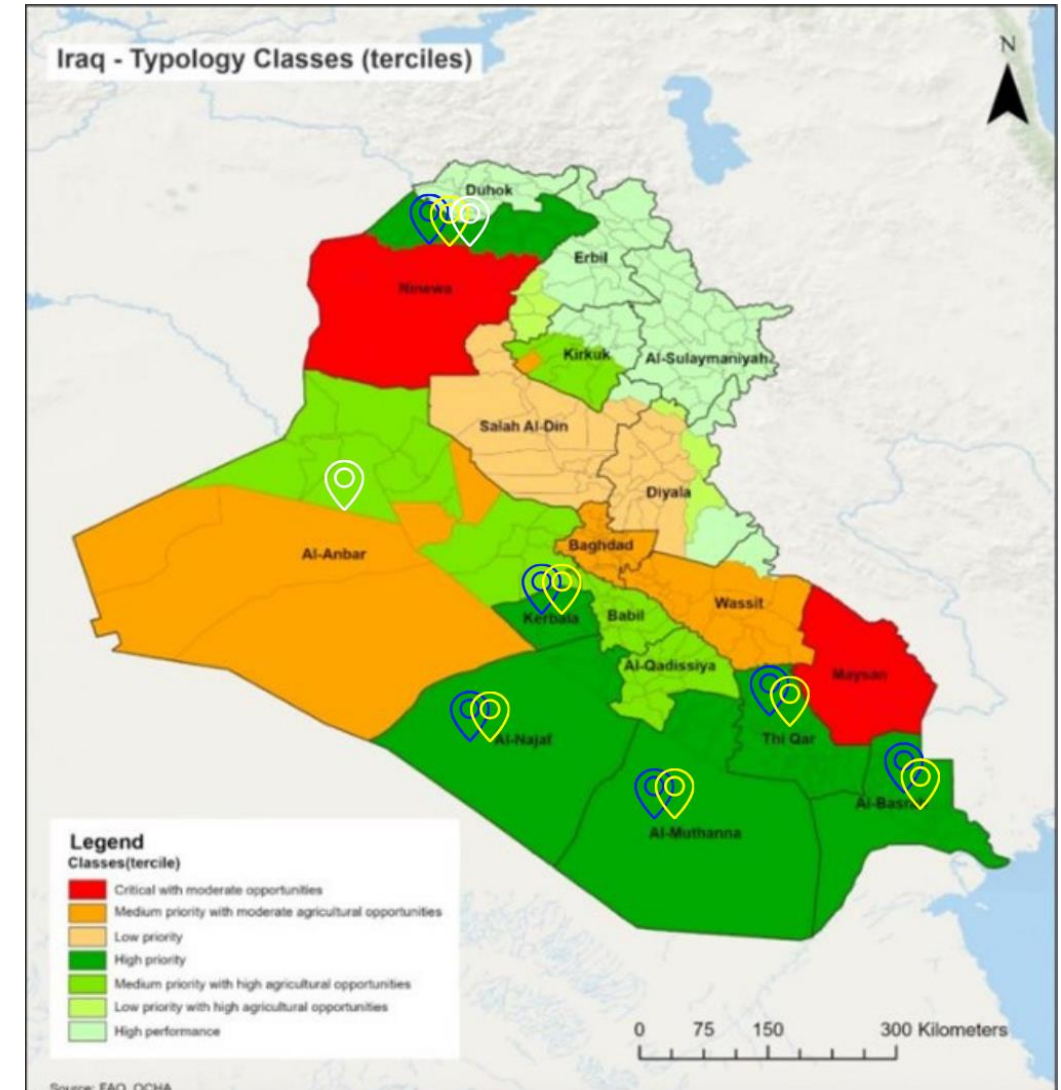 Iraq - Typology Classes (terciles)
N
Duhok
Erbil
Ninewa
Kirkuk
Al-Sulaymaniyah
Salah Al-Din
Diyala
Al-Anbar
Baghdad
Wassit
Kerbala
Babil
Al-Qadissiya
Maysan
Al-Najaf
Thi Qar
Al-Basrah
Al-Muthanna
Legend
Classes(tercile)
Critical with moderate opportunities
Medium priority with moderate agricultural opportunities
Low priority
High priority
Medium priority with high agricultural opportunities
Low priority with high agricultural opportunities
High performance
0 75 150 300 Kilometers
Source: FAO, OCHA